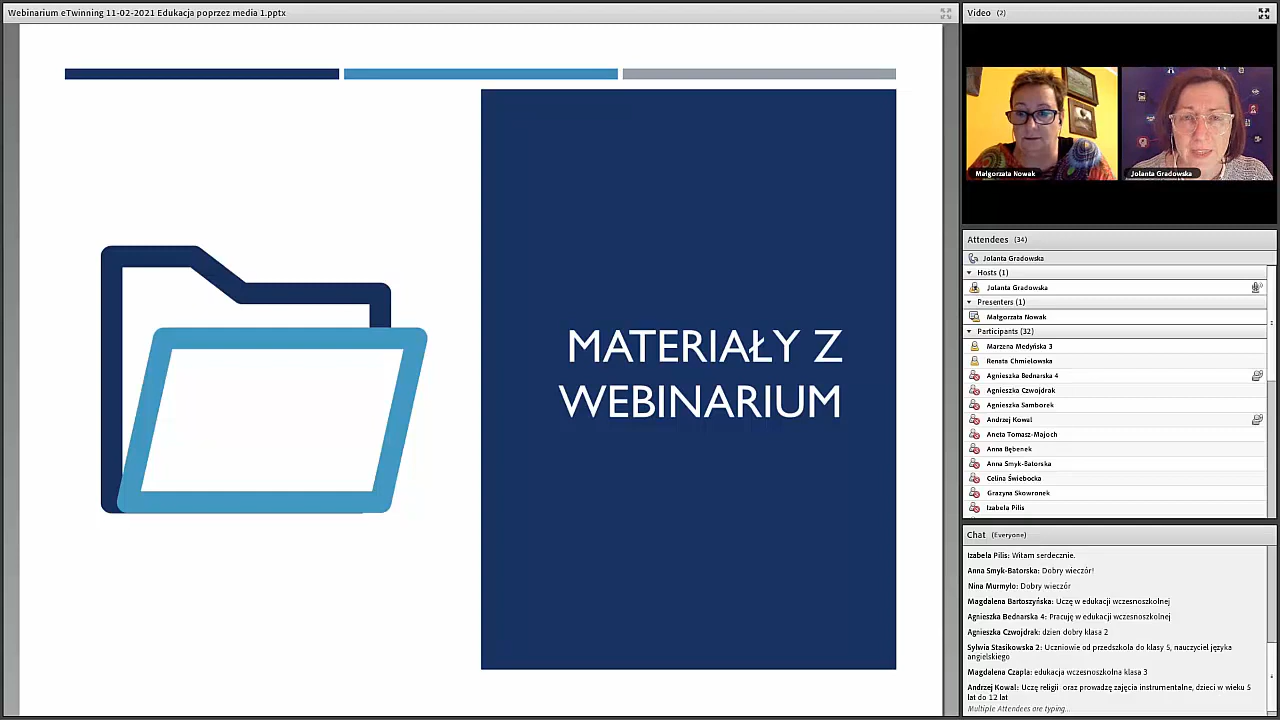 Webinarium eTwinning 11-02-2021 Edukacja poprzez media 1.pptx
MATERIAŁY Z
WEBINARIUM
Video (2)
Małgorzata Nowak
Jolanta Gradowska
Attendees (34)
Jolanta Gradowska
Hosts (1)
Jolanta Gradowska
Presenters (1)
Małgorzata Nowak
Participants (32)
Marzena Medyńska 3
Renata Chmielowska
Agnieszka Bednarska 4
Agnieszka Czwojdrak
Agnieszka Samborek
Andrzej Kowal
Aneta Tomasz-Majoch
Anna Bębenek
Anna Smyk-Batorska
Celina Świebocka
Grazyna Skowronek
Izabela Pilis
Chat (Everyone)
Izabela Pilis: Witam serdecznie.
Anna Smyk-Batorska: Dobry wieczór!
Nina Murmyło: Dobry wieczór
Magdalena Bartoszyńska: Uczę w edukacji wczesnoszkolnej
Agnieszka Bednarska 4: Pracuję w edukacji wczesnoszkolnej
Agnieszka Czwojdrak: dzien dobry klasa 2
Sylwia Stasikowska 2: Uczniowie od przedszkola do klasy 5, nauczyciel języka
angielskiego
Magdalena Czapla: edukacja wczesnoszkolna klasa 3
Andrzej Kowal: Uczę religii oraz prowadzę zajęcia instrumentalne, dzieci w wieku 5
lat do 12 lat
Multiple Attendees are typing...